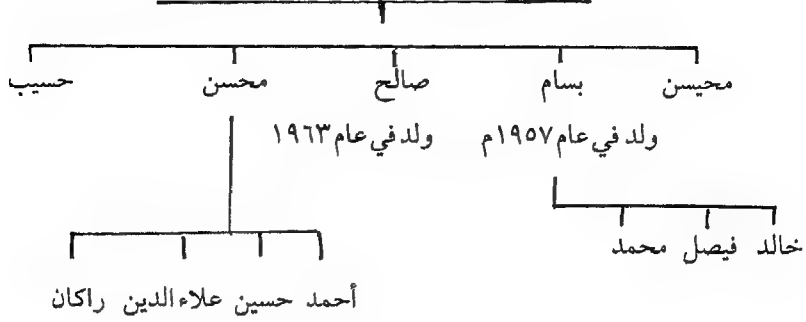 محيسن بسام صالح محسن حسيب
ولد في عام ١٩٥٧م ولد في عام ١٩٦٣
خالد فيصل محمد
أحمد حسين علاء الدين راكان